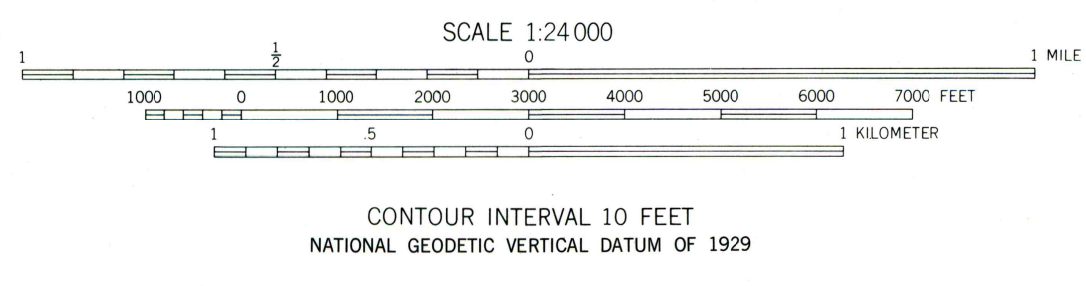 SCALE 1:24 000
1 1/2 0 1 MILE
1000 0 1000 2000 3000 4000 5000 6000 7000 FEET
1 .5 0 1 KILOMETER
CONTOUR INTERVAL 10 FEET
NATIONAL GEODETIC VERTICAL DATUM OF 1929